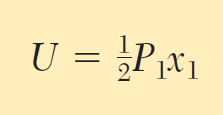 U = ½P₁x₁